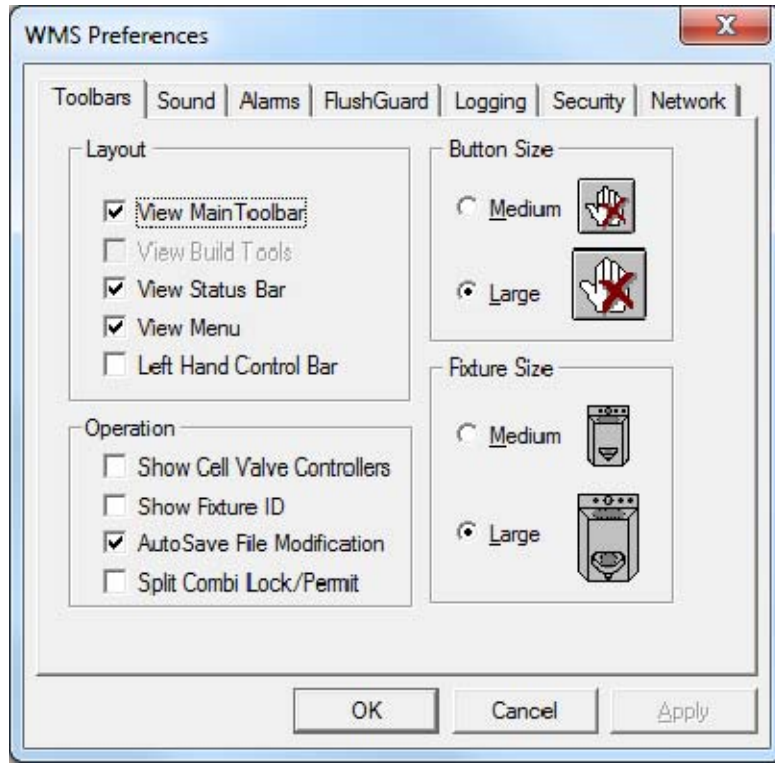 WMS Preferences
Toolbars Sound Alarms FlushGuard Logging Security Network
Layout
View Main Toolbar
View Build Tools
View Status Bar
View Menu
Left Hand Control Bar
Operation
Show Cell Valve Controllers
Show Fixture ID
AutoSave File Modification
Split Combi Lock/Permit
Button Size
Medium
Large
Fixture Size
Medium
Large
OK Cancel Apply